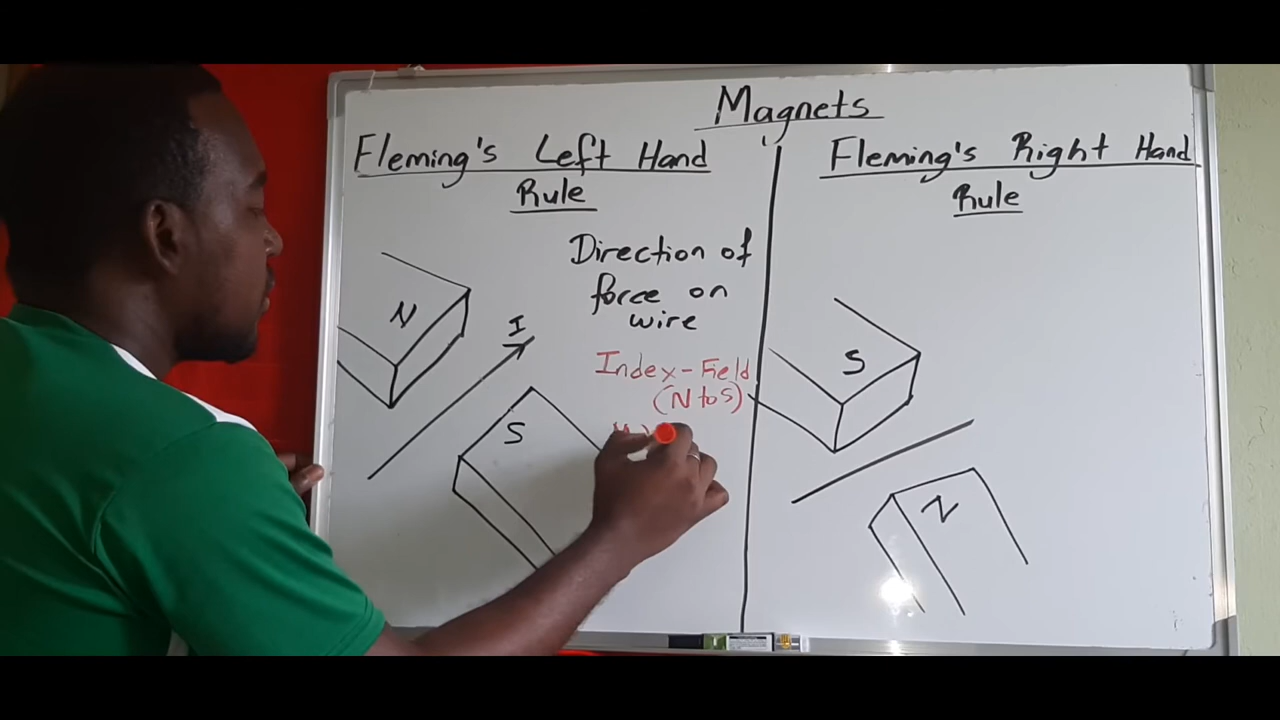 Magnets
Fleming's Left Hand
Rule
Direction of
force on
wire
Index-Field
(N to S)
N
I
S
Fleming's Right Hand
Rule
S
N